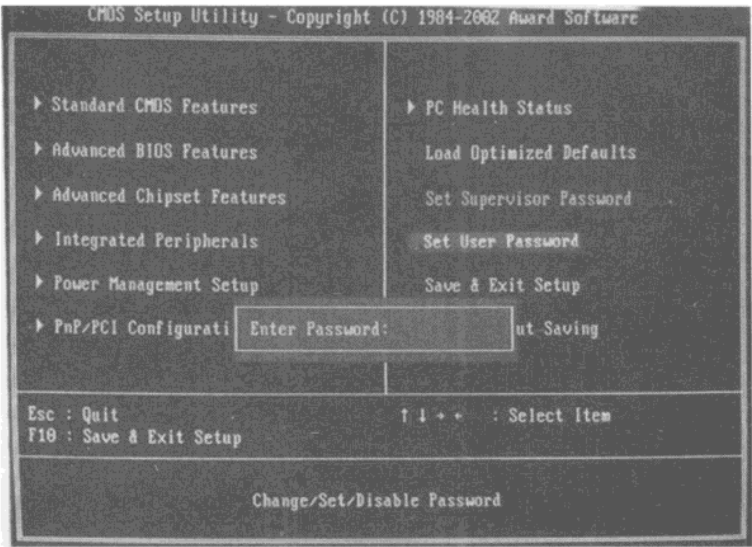 CMOS Setup Utility - Copyright (C) 1984-2002 Award Software
Standard CMOS Features
Advanced BIOS Features
Advanced Chipset Features
Integrated Peripherals
Power Management Setup
PnP/PCI Configurati
PC Health Status
Load Optimized Defaults
Set Supervisor Password
Set User Password
Save & Exit Setup
ut Saving
Enter Password:
Esc : Quit
F10 : Save & Exit Setup
↑ ↓ → ← : Select Item
Change/Set/Disable Password